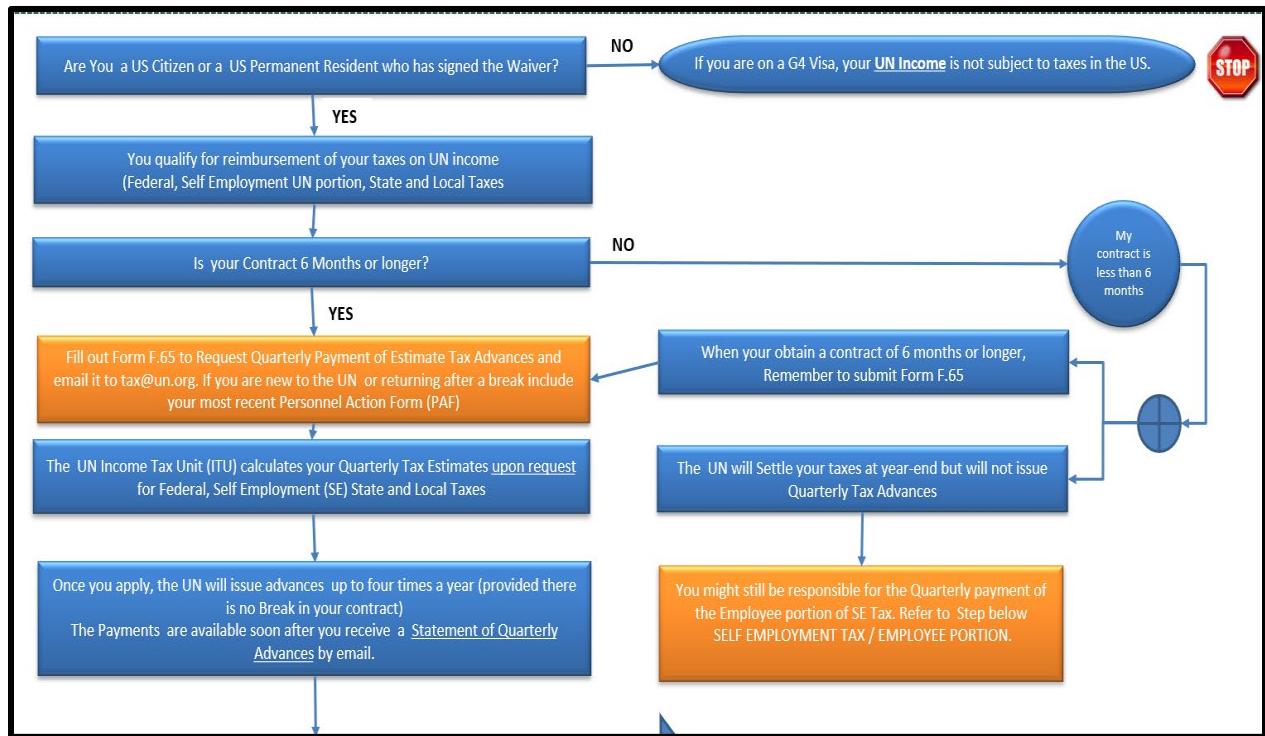 Are You a US Citizen or a US Permanent Resident who has signed the Waiver?
NO
If you are on a G4 Visa, your UN Income is not subject to taxes in the US.
STOP
YES
You qualify for reimbursement of your taxes on UN income
(Federal, Self Employment UN portion, State and Local Taxes
Is your Contract 6 Months or longer?
NO
My
contract is
less than 6
months
YES
Fill out Form F.65 to Request Quarterly Payment of Estimate Tax Advances and
email it to tax@un.org. If you are new to the UN or returning after a break include
your most recent Personnel Action Form (PAF)
When your obtain a contract of 6 months or longer,
Remember to submit Form F.65
The UN Income Tax Unit (ITU) calculates your Quarterly Tax Estimates upon request
for Federal, Self Employment (SE) State and Local Taxes
The UN will Settle your taxes at year-end but will not issue
Quarterly Tax Advances
Once you apply, the UN will issue advances up to four times a year (provided there
is no Break in your contract)
The Payments are available soon after you receive a Statement of Quarterly
Advances by email.
You might still be responsible for the Quarterly payment of
the Employee portion of SE Tax. Refer to Step below
SELF EMPLOYMENT TAX / EMPLOYEE PORTION.